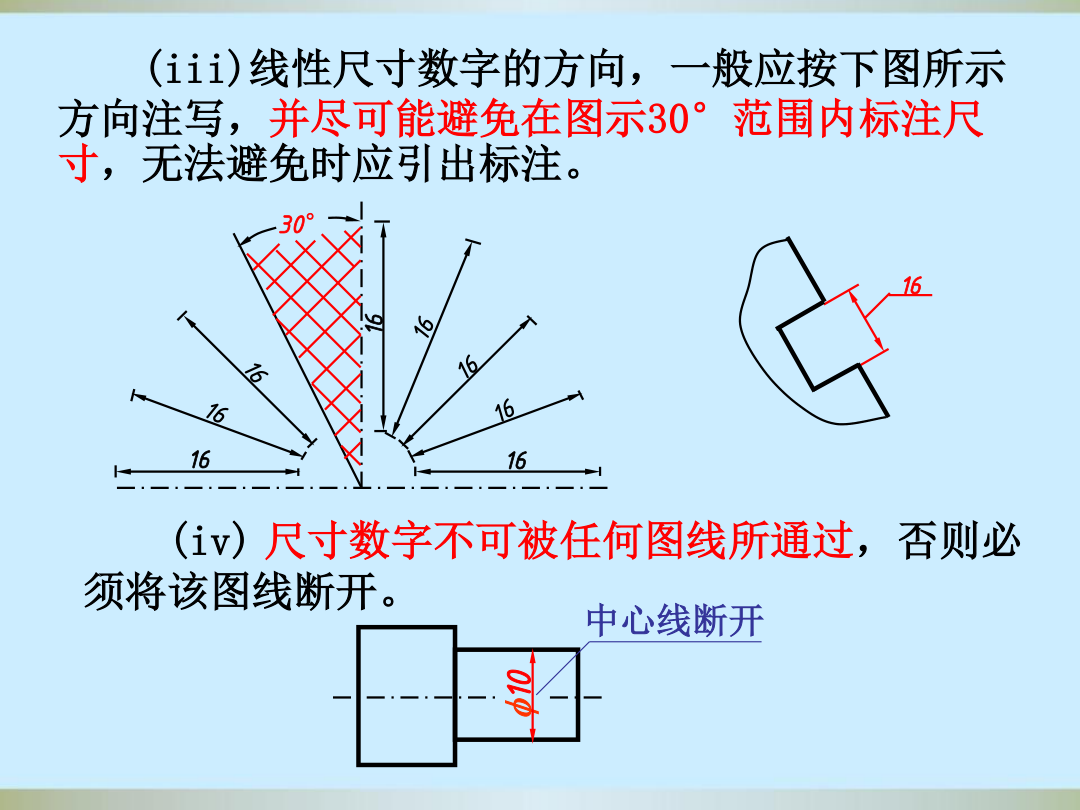 (iii)线性尺寸数字的方向，一般应按下图所示
方向注写，并尽可能避免在图示30°范围内标注尺
寸，无法避免时应引出标注。
30°
16
16
16
16
16
16
16
16
16
(iv) 尺寸数字不可被任何图线所通过，否则必
须将该图线断开。
中心线断开
φ10